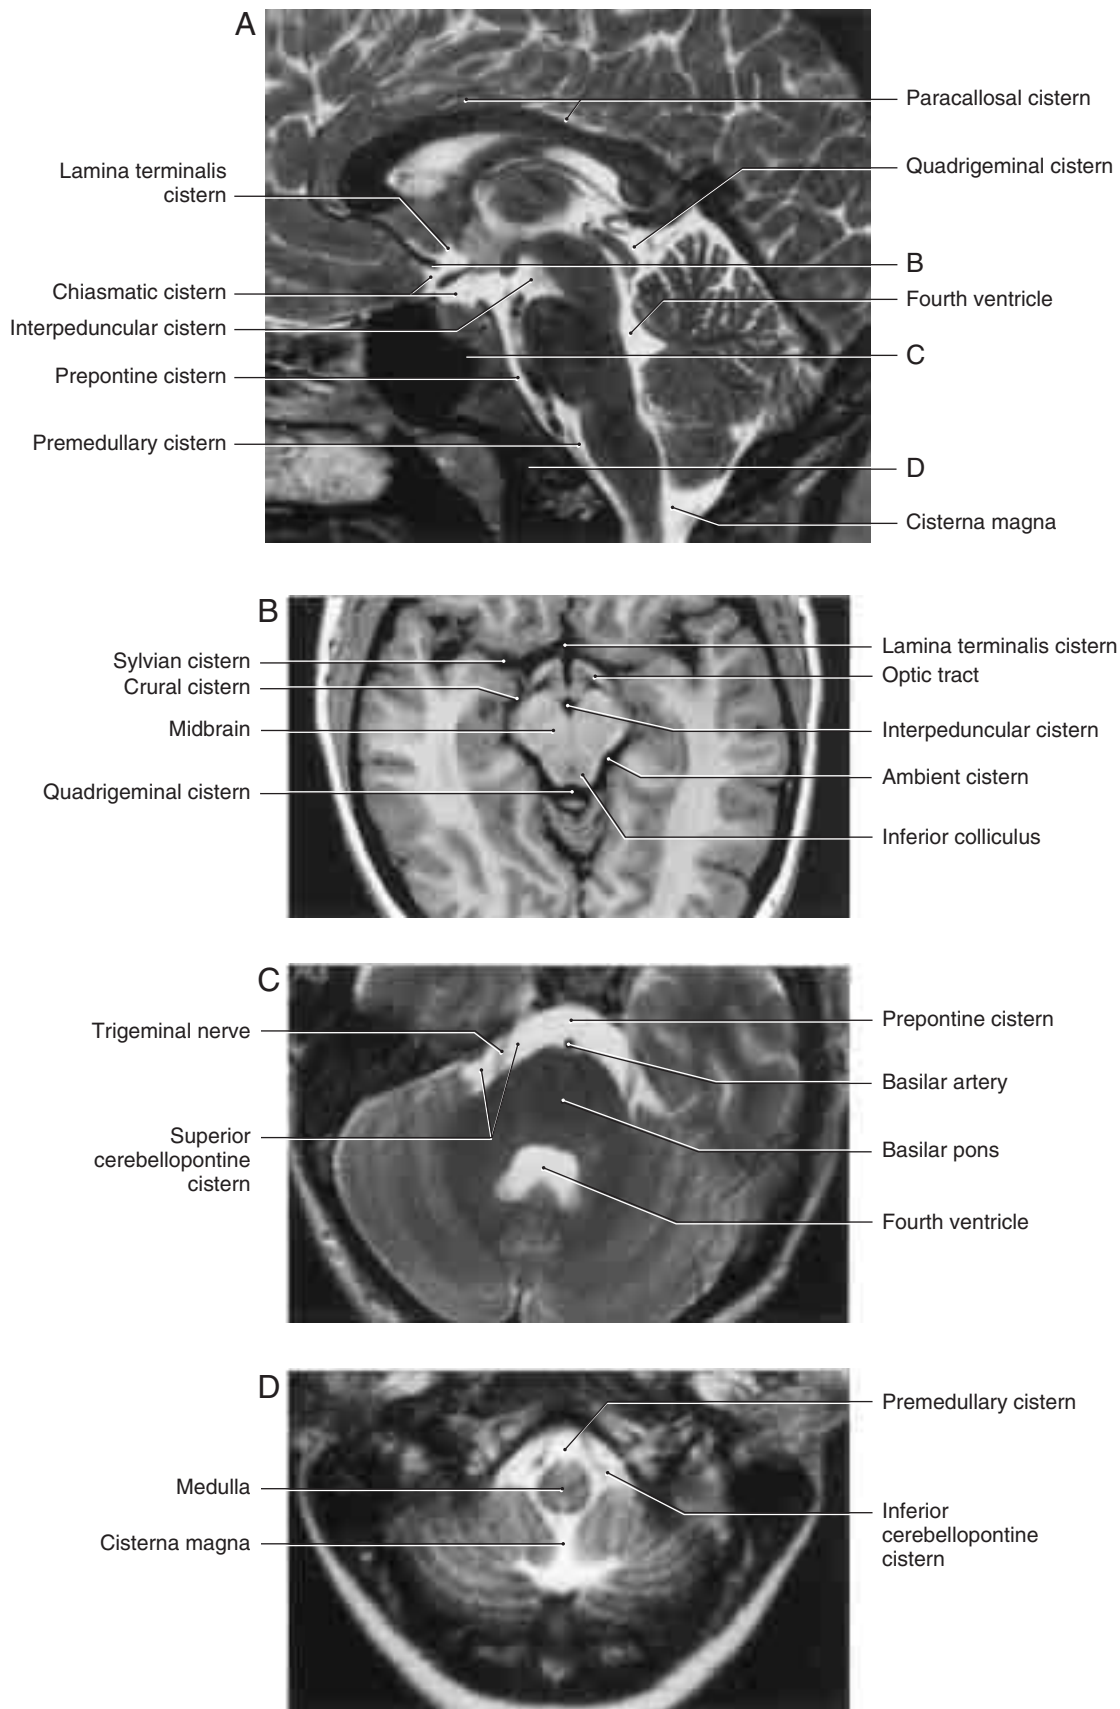 A
Paracallosal cistern
Lamina terminalis
cistern
Quadrigeminal cistern
B
Chiasmatic cistern
Fourth ventricle
Interpeduncular cistern
C
Prepontine cistern
Premedullary cistern
D
Cisterna magna
B
Lamina terminalis cistern
Sylvian cistern
Optic tract
Crural cistern
Midbrain
Interpeduncular cistern
Ambient cistern
Quadrigeminal cistern
Inferior colliculus
C
Prepontine cistern
Trigeminal nerve
Basilar artery
Superior
cerebellopontine
cistern
Basilar pons
Fourth ventricle
D
Premedullary cistern
Medulla
Cisterna magna
Inferior
cerebellopontine
cistern